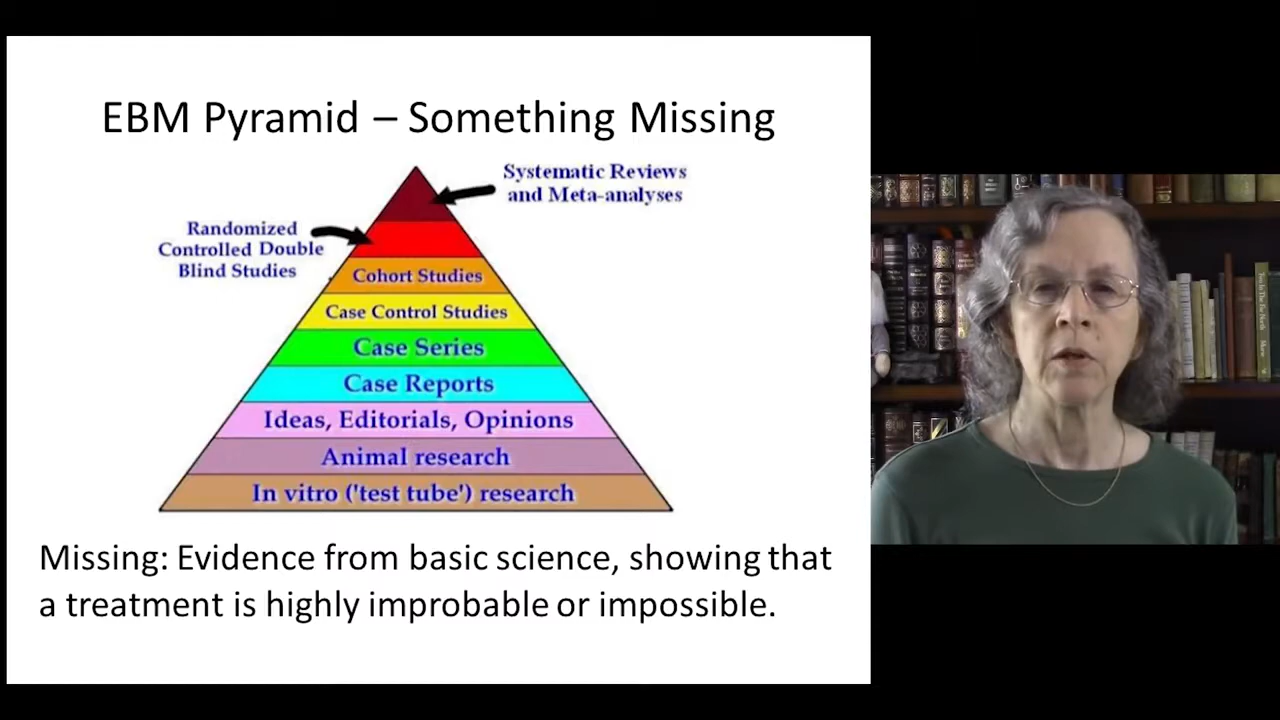 EBM Pyramid – Something Missing
Systematic Reviews
and Meta-analyses
Randomized
Controlled Double
Blind Studies
Cohort Studies
Case Control Studies
Case Series
Case Reports
Ideas, Editorials, Opinions
Animal research
In vitro ('test tube') research
Missing: Evidence from basic science, showing that
a treatment is highly improbable or impossible.